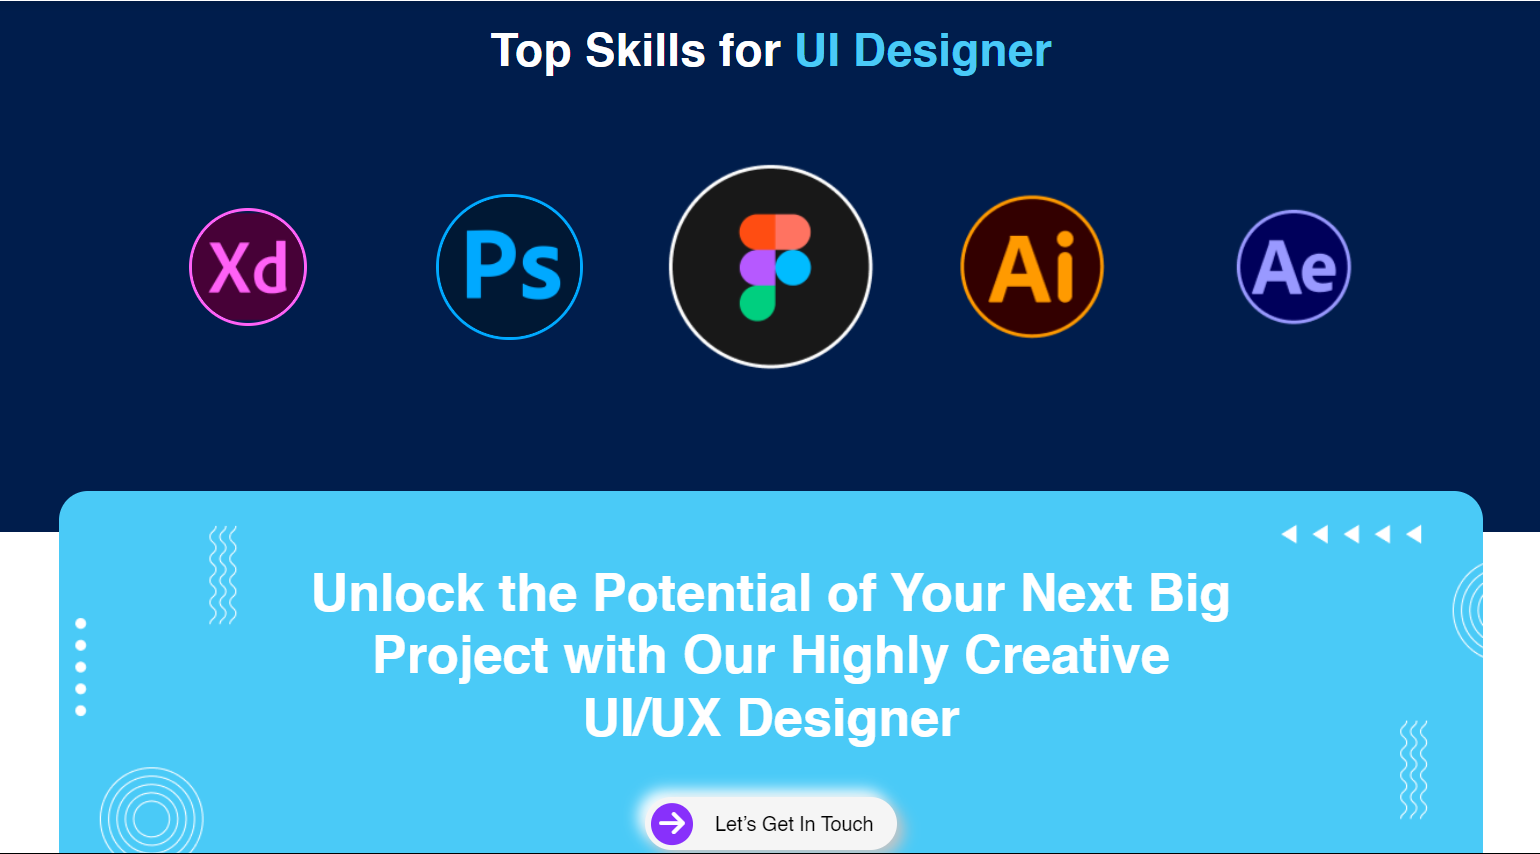 Top Skills for UI Designer
Xd
Ps
Ai
Ae
Unlock the Potential of Your Next Big
Project with Our Highly Creative
UI/UX Designer
Let’s Get In Touch